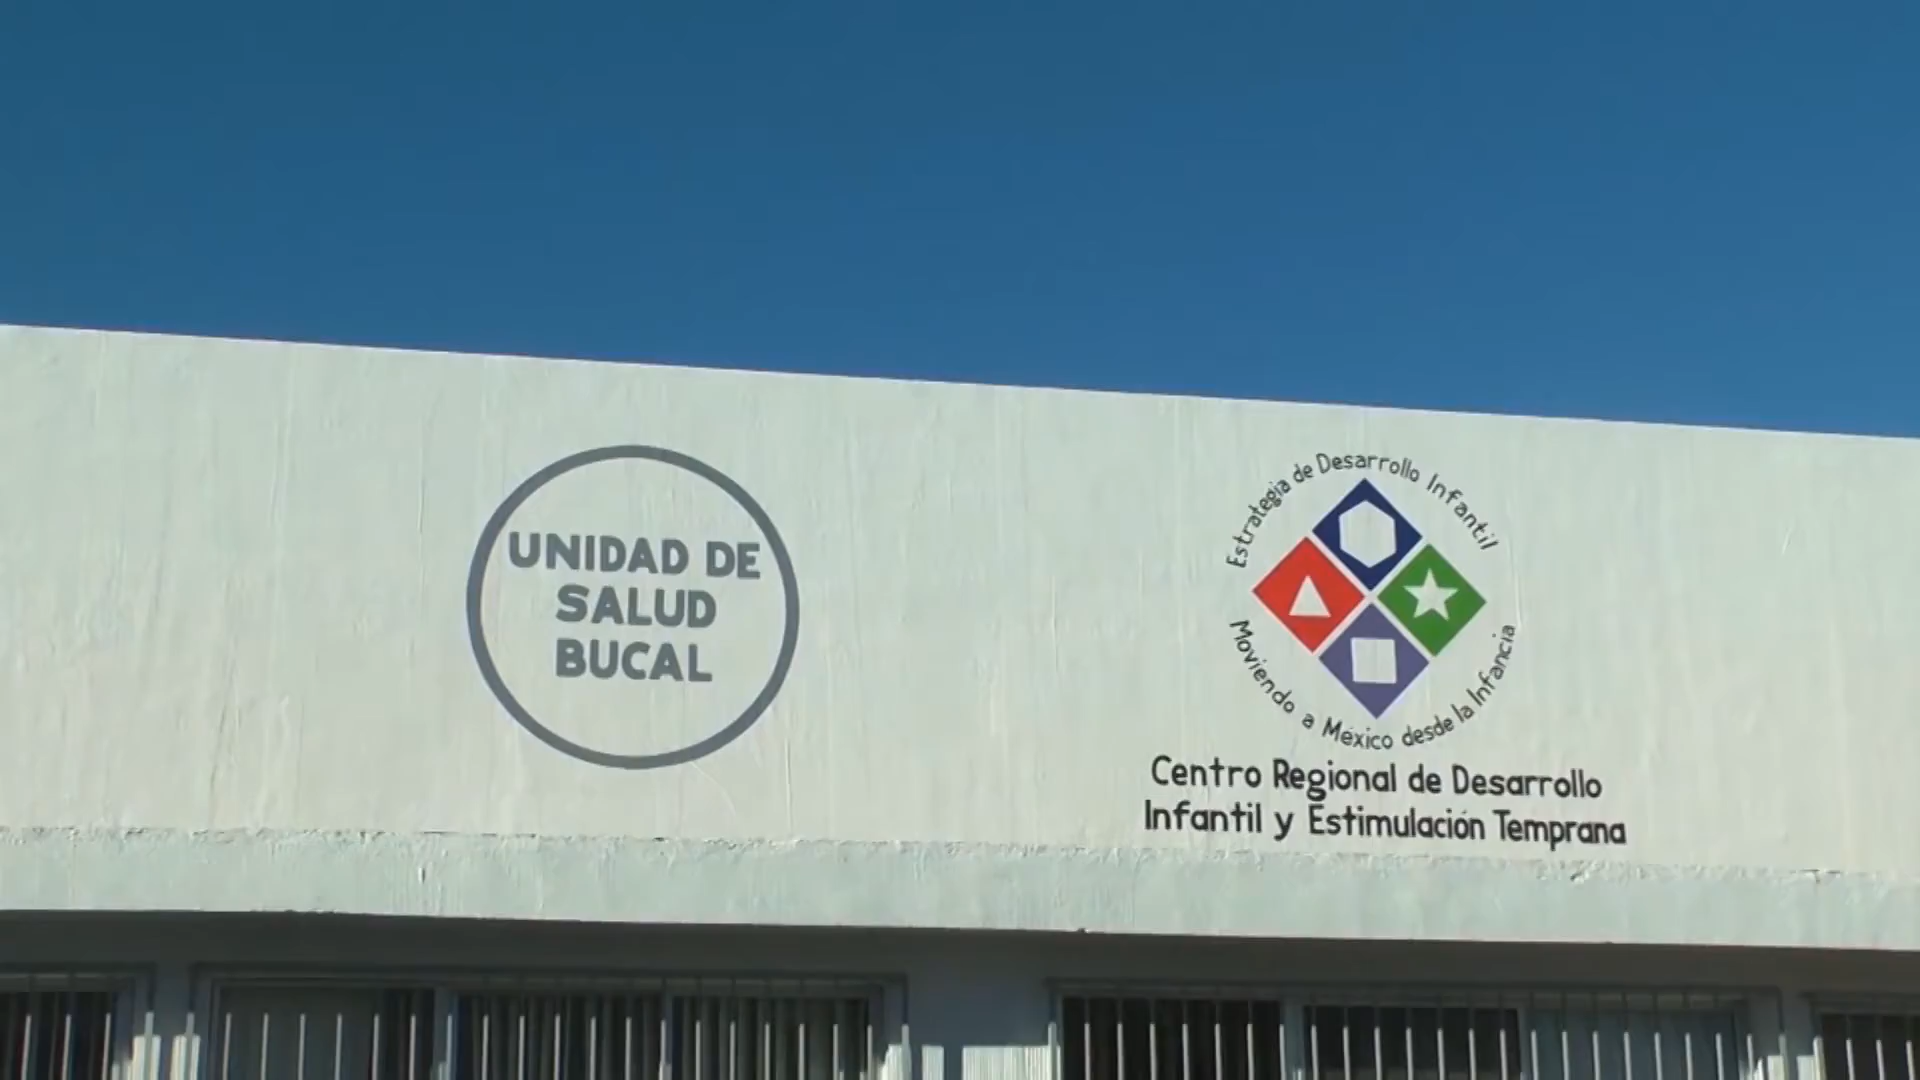 UNIDAD DE
SALUD
BUCAL
Estrategia de Desarrollo Infantil
Moviendo a México desde la Infancia
Centro Regional de Desarrollo
Infantil y Estimulación Temprana